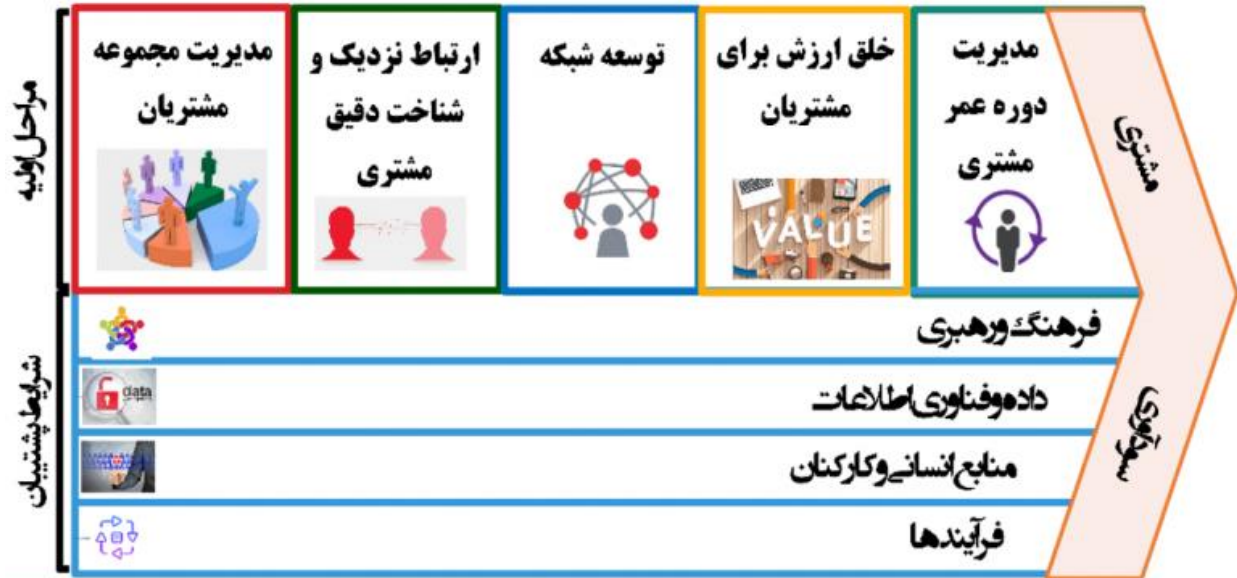 مراحل اولیه
مدیریت مجموعه
مشتریان
ارتباط نزدیک و
شناخت دقیق
مشتری
توسعه شبکه
خلق ارزش برای
مشتریان
VALUE
مدیریت
دوره عمر
مشتری
مشتری
سودآوری
شرایط پشتیبان
فرهنگ و رهبری
data
داده و فناوری اطلاعات
منابع انسانی و کارکنان
فرآیندها